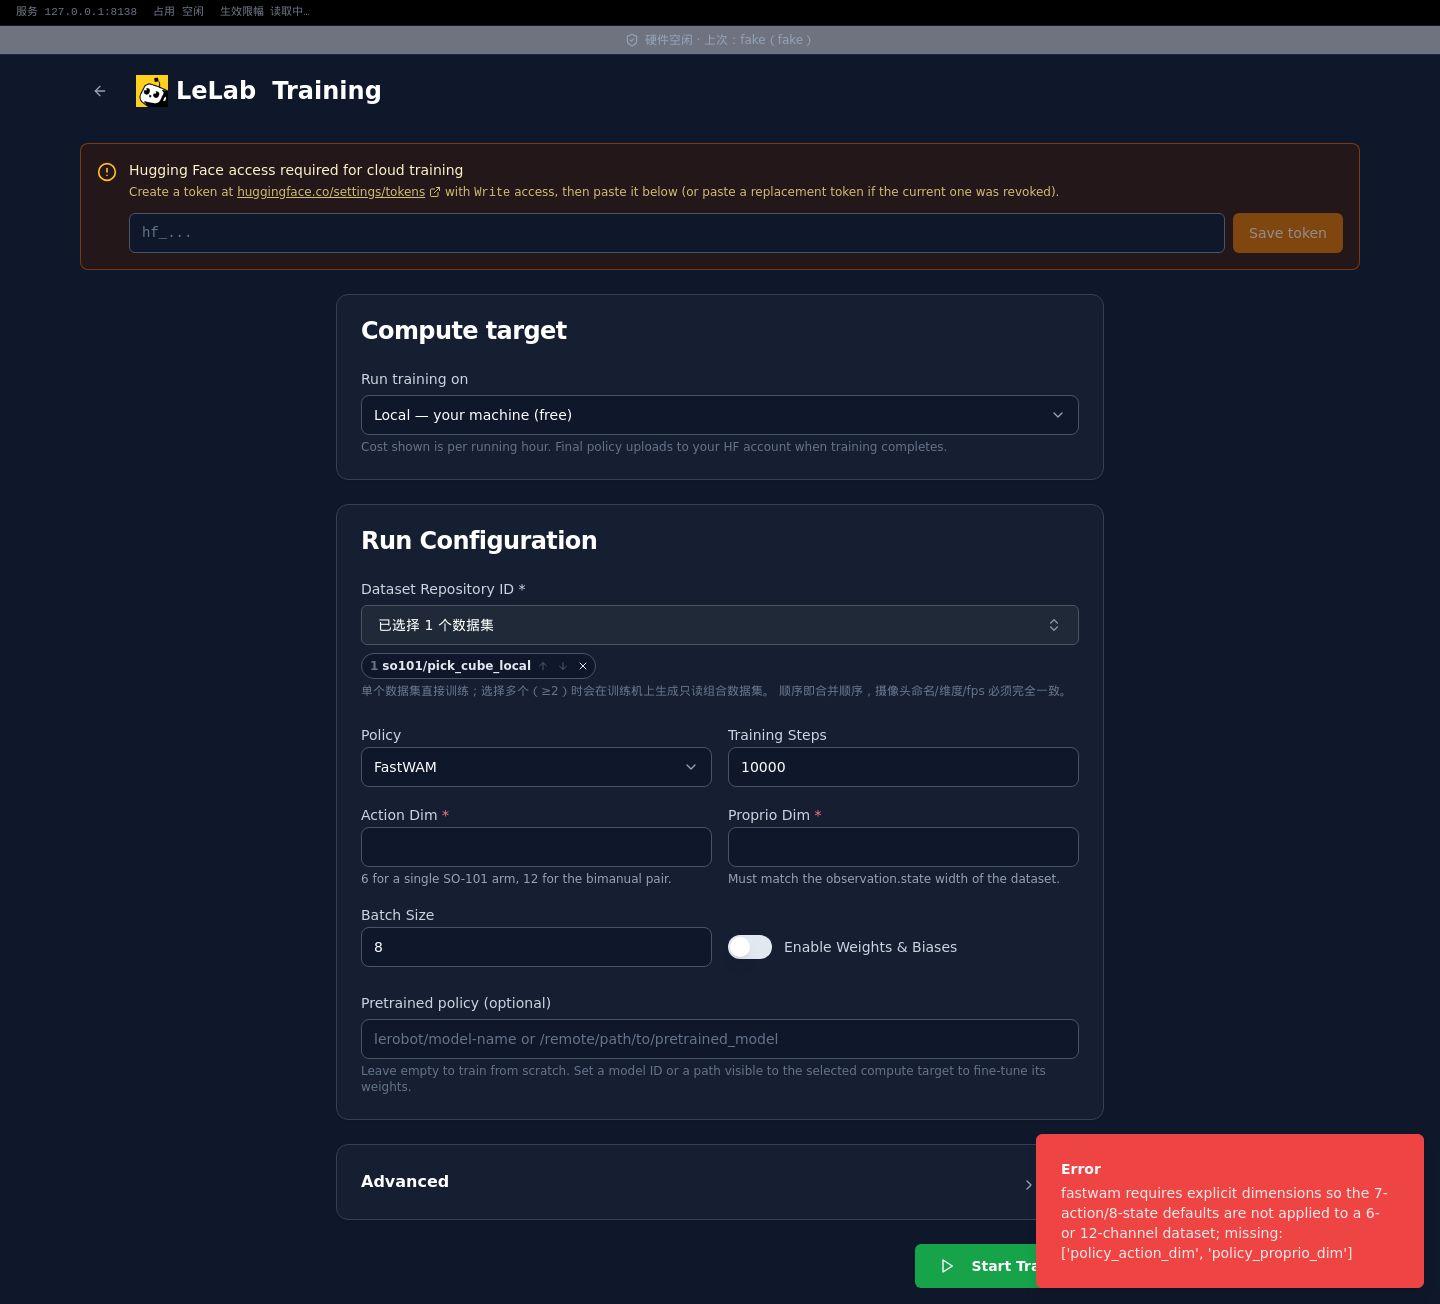 服务 127.0.0.1:8138 占用 空闲 生效限幅 读取中…
硬件空闲 · 上次：fake（fake）
LeLab Training
Hugging Face access required for cloud training
Create a token at huggingface.co/settings/tokens with Write access, then paste it below (or paste a replacement token if the current one was revoked).
hf_...
Save token
Compute target
Run training on
Local — your machine (free)
Cost shown is per running hour. Final policy uploads to your HF account when training completes.
Run Configuration
Dataset Repository ID *
已选择 1 个数据集
1 so101/pick_cube_local
单个数据集直接训练；选择多个（≥2）时会在训练机上生成只读组合数据集。 顺序即合并顺序，摄像头命名/维度/fps 必须完全一致。
Policy
Training Steps
FastWAM
10000
Action Dim *
Proprio Dim *
6 for a single SO-101 arm, 12 for the bimanual pair.
Must match the observation.state width of the dataset.
Batch Size
8
Enable Weights & Biases
Pretrained policy (optional)
lerobot/model-name or /remote/path/to/pretrained_model
Leave empty to train from scratch. Set a model ID or a path visible to the selected compute target to fine-tune its
weights.
Advanced
Start Tra
Error
fastwam requires explicit dimensions so the 7-
action/8-state defaults are not applied to a 6-
or 12-channel dataset; missing:
['policy_action_dim', 'policy_proprio_dim']